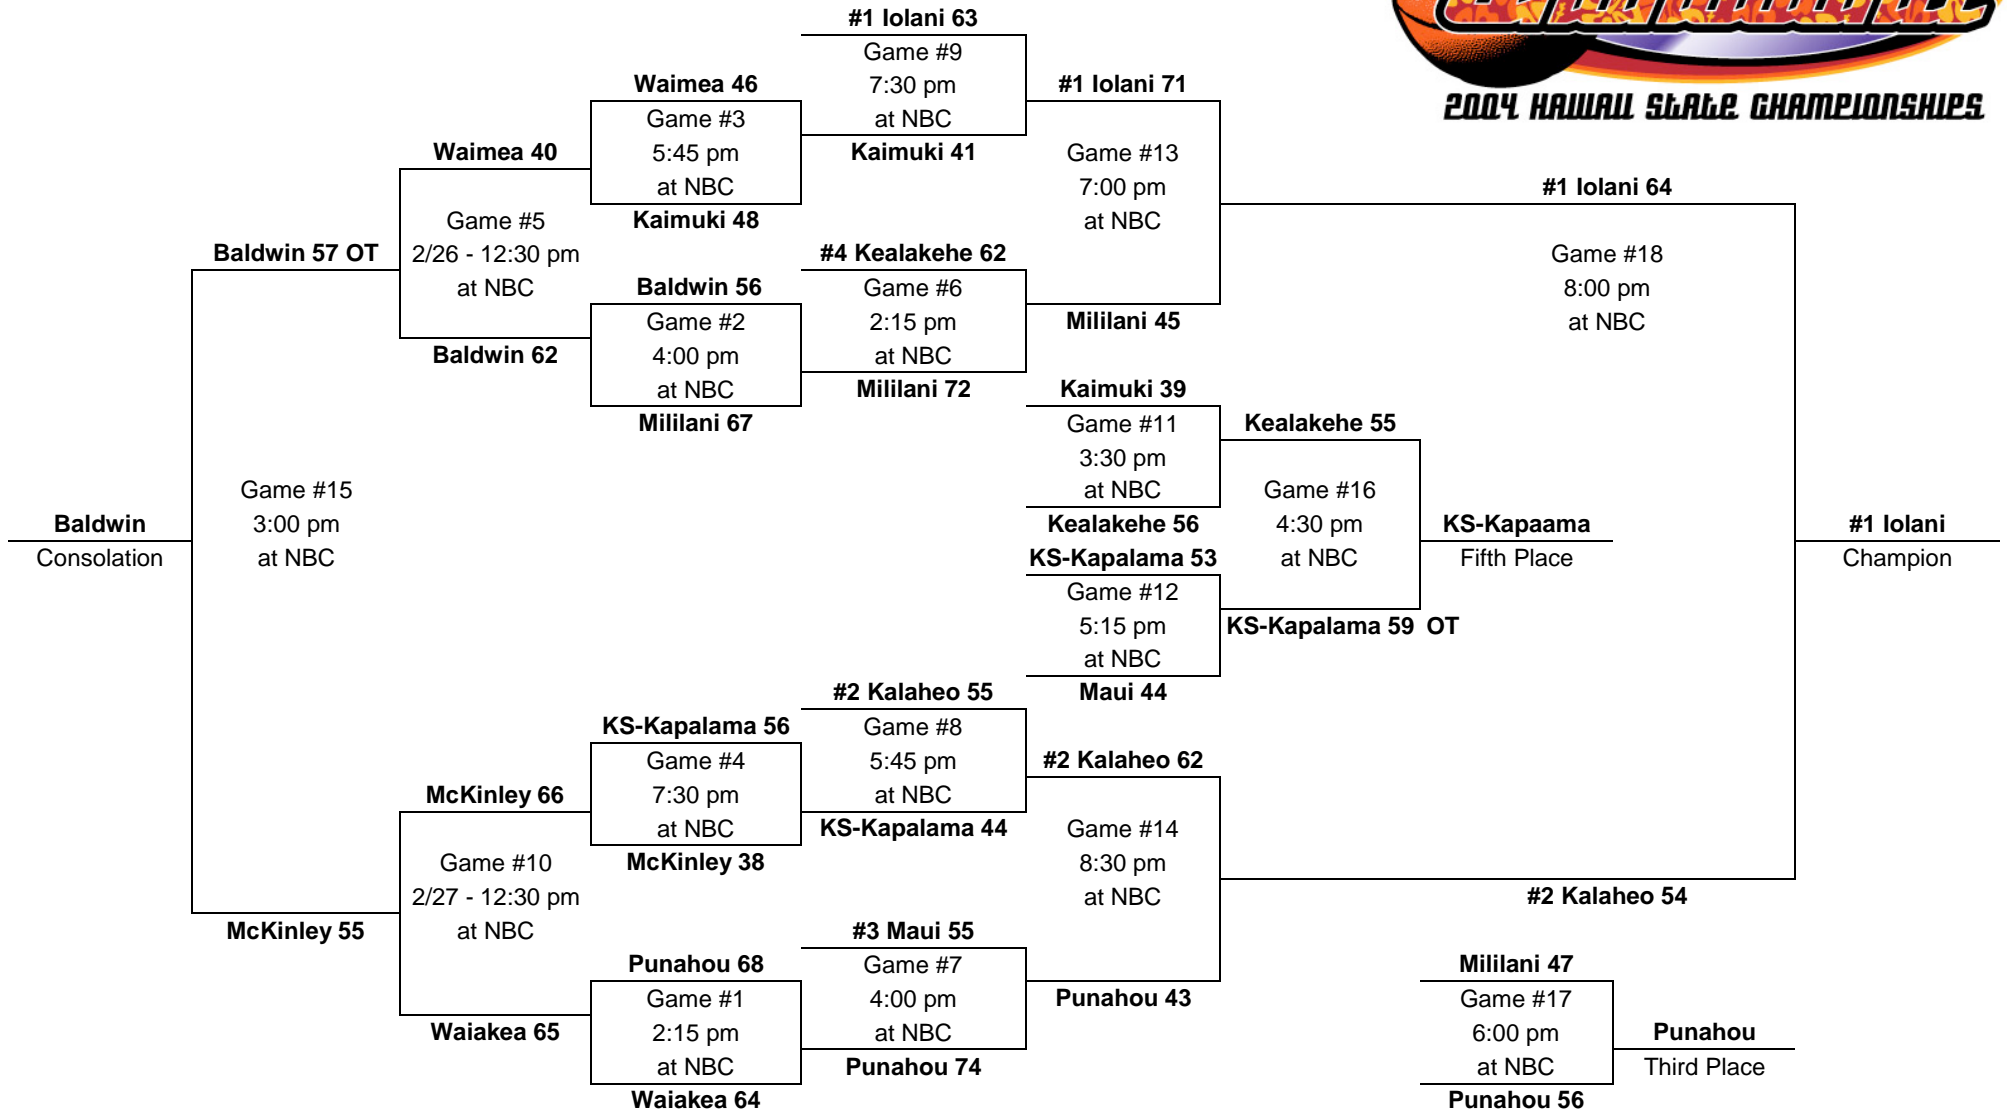 #1 Iolani 63
Game #9
7:30 pm
at NBC
Kaimuki 41
2004 HAWAII STATE CHAMPIONSHIPS
Waimea 46
Game #3
5:45 pm
at NBC
Kaimuki 48
#1 Iolani 71
Game #13
7:00 pm
at NBC
Mililani 45
Waimea 40
Game #5
2/26 - 12:30 pm
at NBC
Baldwin 62
#1 Iolani 64
Game #18
8:00 pm
at NBC
#2 Kalaheo 54
Baldwin 57 OT
Game #15
3:00 pm
at NBC
McKinley 55
#4 Kealakehe 62
Game #6
2:15 pm
at NBC
Mililani 72
Baldwin 56
Game #2
4:00 pm
at NBC
Mililani 67
Kaimuki 39
Game #11
3:30 pm
at NBC
Kealakehe 56
Kealakehe 55
Game #16
4:30 pm
at NBC
KS-Kapalama 59 OT
Baldwin
Consolation
KS-Kapaama
Fifth Place
#1 Iolani
Champion
KS-Kapalama 53
Game #12
5:15 pm
at NBC
Maui 44
#2 Kalaheo 55
Game #8
5:45 pm
at NBC
KS-Kapalama 44
KS-Kapalama 56
Game #4
7:30 pm
at NBC
McKinley 38
#2 Kalaheo 62
Game #14
8:30 pm
at NBC
Punahou 43
McKinley 66
Game #10
2/27 - 12:30 pm
at NBC
Waiakea 65
#3 Maui 55
Game #7
4:00 pm
at NBC
Punahou 74
Punahou 68
Game #1
2:15 pm
at NBC
Waiakea 64
Mililani 47
Game #17
6:00 pm
at NBC
Punahou 56
Punahou
Third Place